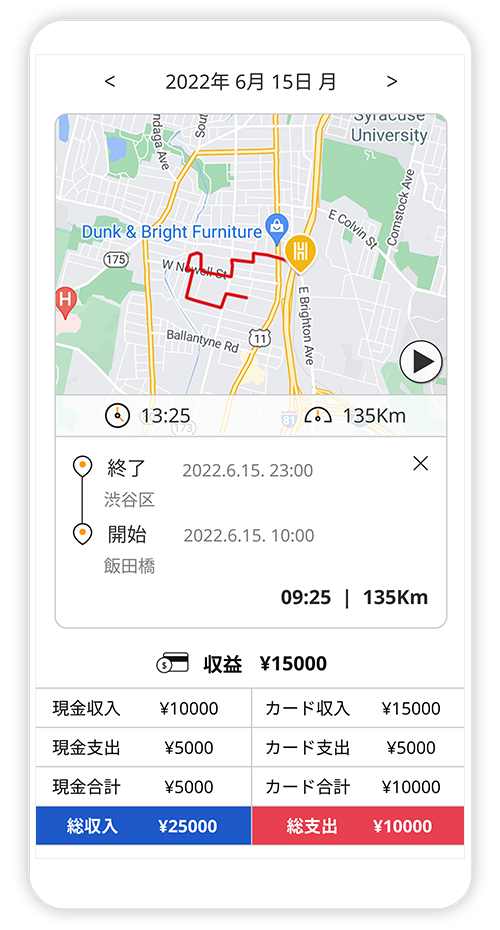 < 2022年 6月 15日 月 >
Syracuse
University
Dunk & Bright Furniture
E Colvin St
Comstock Ave
175
W Newell St
H
E Brighton Ave
Ballantyne Rd
11
13:25 135Km
81
173
終了 2022.6.15. 23:00
渋谷区
開始 2022.6.15. 10:00
飯田橋
09:25 | 135Km
$ 収益 ¥15000
現金収入 ¥10000 カード収入 ¥15000
現金支出 ¥5000 カード支出 ¥5000
現金合計 ¥5000 カード合計 ¥10000
総収入 ¥25000 総支出 ¥10000